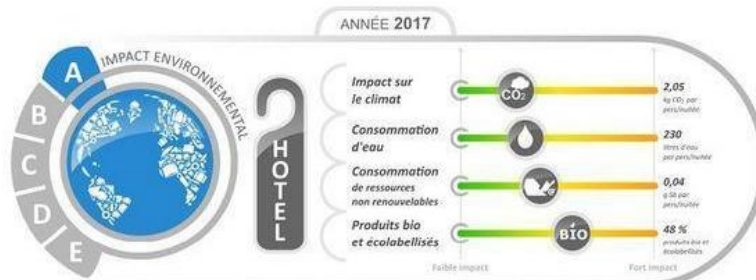 ANNÉE 2017
IMPACT ENVIRONNEMENTAL
A
B
C
D
E
HOTEL
Impact sur
le climat
CO₂
2,05
kg CO₂ par
pers/nuitée
Consommation
d'eau
230
litres d'eau
par pers/nuitée
Consommation
de ressources
non renouvelables
0,04
g Sb par
pers/nuitée
Produits bio
et écolabellisés
BIO
48 %
produits bio et
écolabellisés
Faible impact
Fort impact